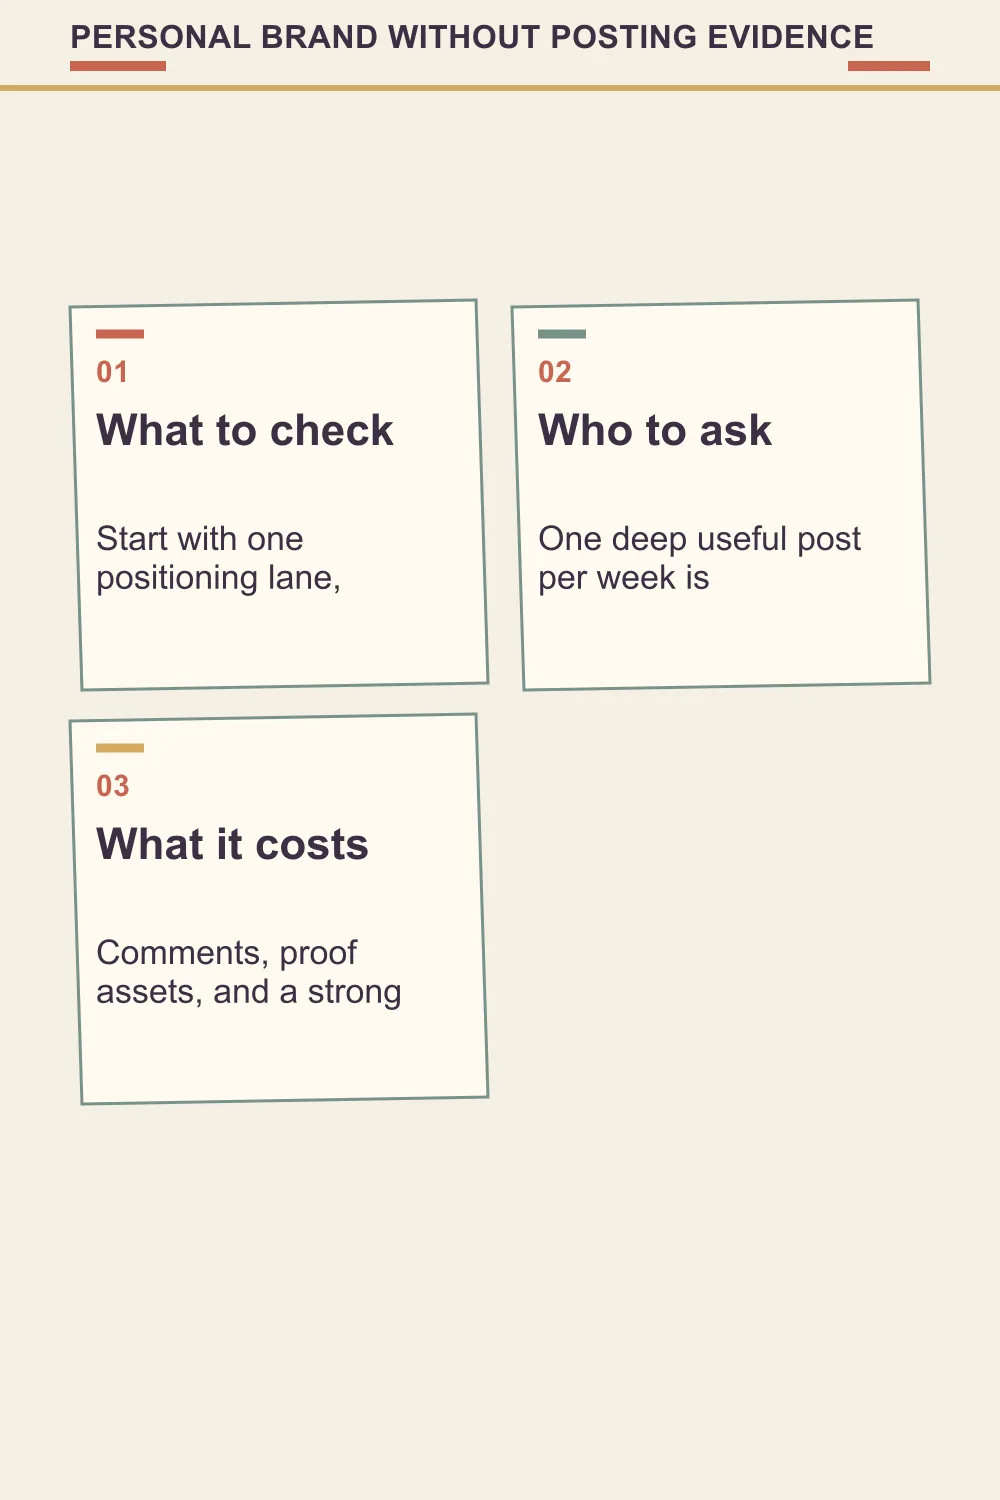 PERSONAL BRAND WITHOUT POSTING EVIDENCE
01
What to check
Start with one
positioning lane,
02
Who to ask
One deep useful post
per week is
03
What it costs
Comments, proof
assets, and a strong